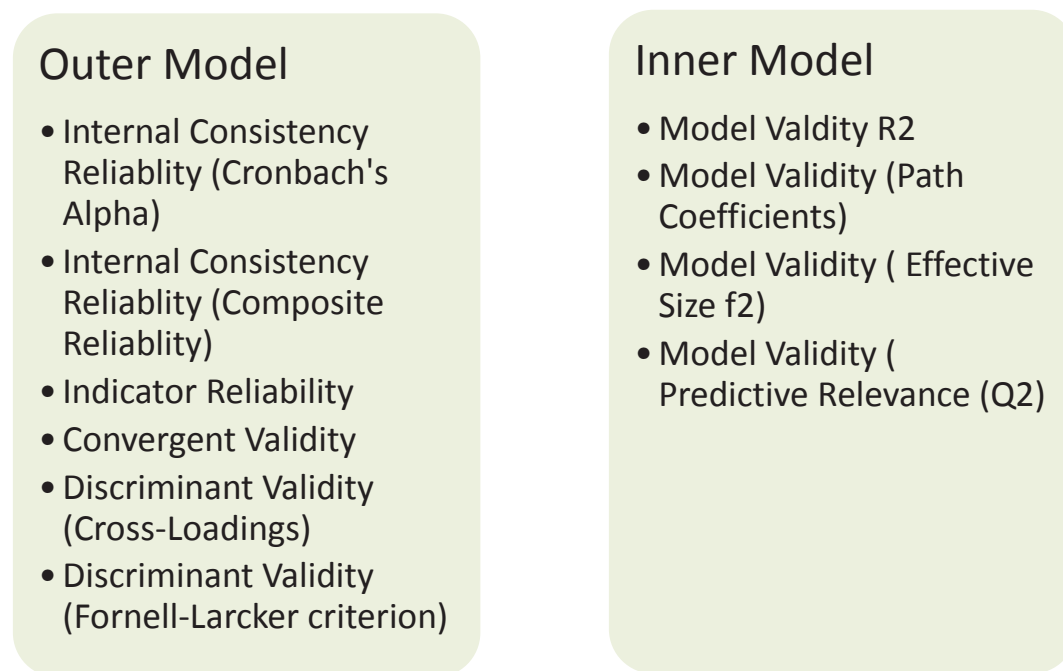 Outer Model
• Internal Consistency
Reliablity (Cronbach's
Alpha)
• Internal Consistency
Reliablity (Composite
Reliablity)
• Indicator Reliability
• Convergent Validity
• Discriminant Validity
(Cross-Loadings)
• Discriminant Validity
(Fornell-Larcker criterion)
Inner Model
• Model Valdity R2
• Model Validity (Path
Coefficients)
• Model Validity ( Effective
Size f2)
• Model Validity (
Predictive Relevance (Q2)